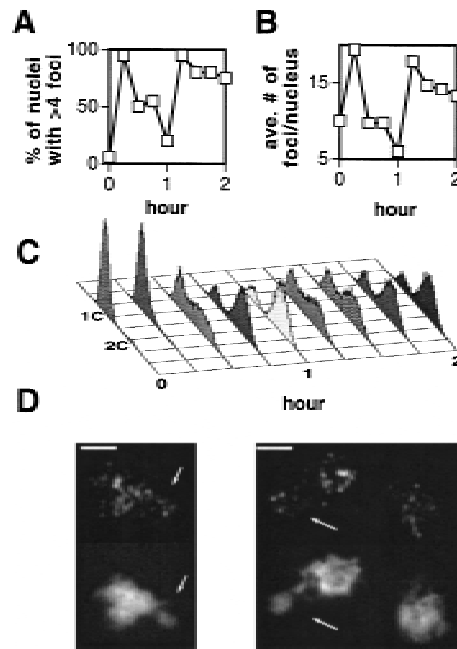 A
100
50
0
% of nuclei
with >4 foci
0 1 2
hour
B
15
5
ave. # of
foci/nucleus
0 1 2
hour
C
1C
2C
0
1
2
hour
D